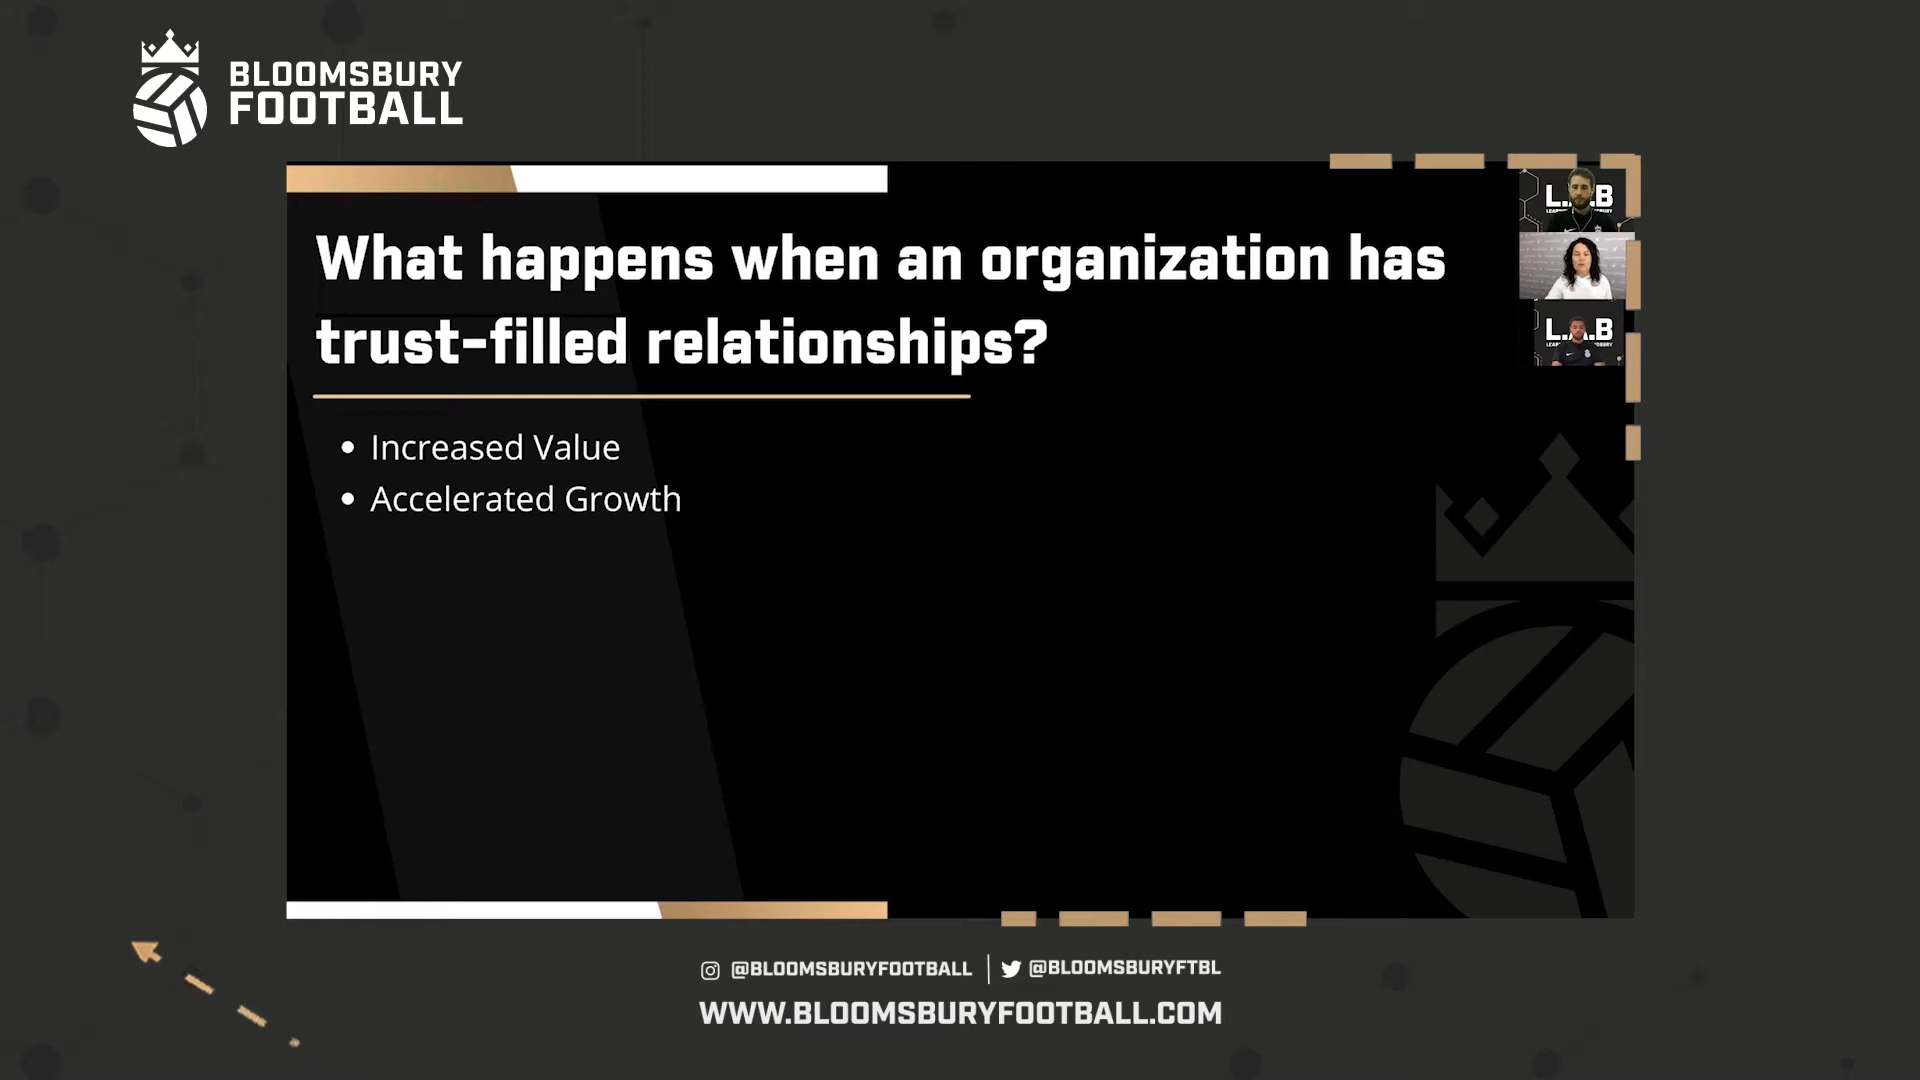 BLOOMSBURY
FOOTBALL
What happens when an organization has
trust-filled relationships?
• Increased Value
• Accelerated Growth
@BLOOMSBURYFOOTBALL | @BLOOMSBURYFTBL
WWW.BLOOMSBURYFOOTBALL.COM